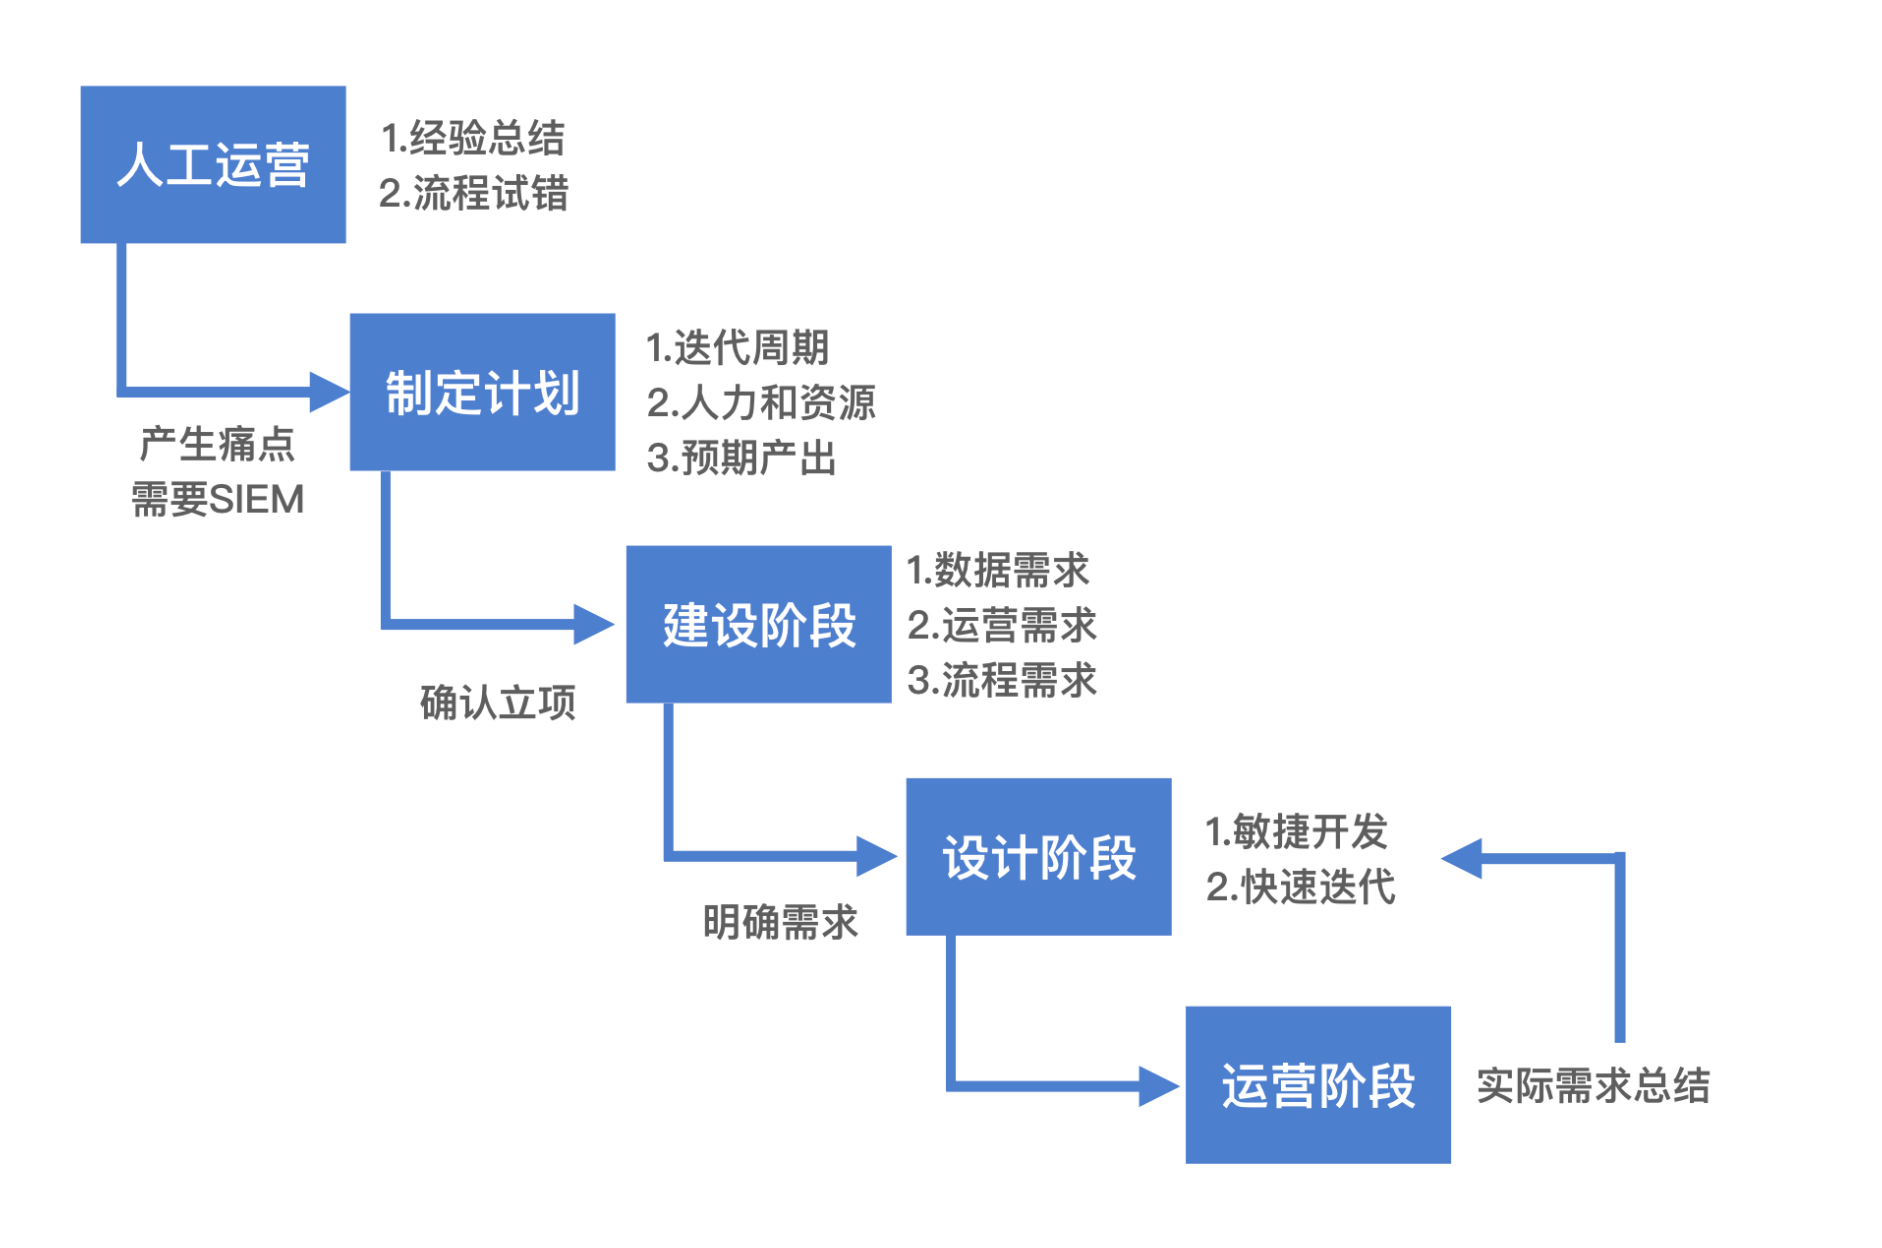 人工运营
1.经验总结
2.流程试错
产生痛点
需要SIEM
制定计划
1.迭代周期
2.人力和资源
3.预期产出
确认立项
建设阶段
1.数据需求
2.运营需求
3.流程需求
明确需求
设计阶段
1.敏捷开发
2.快速迭代
运营阶段
实际需求总结